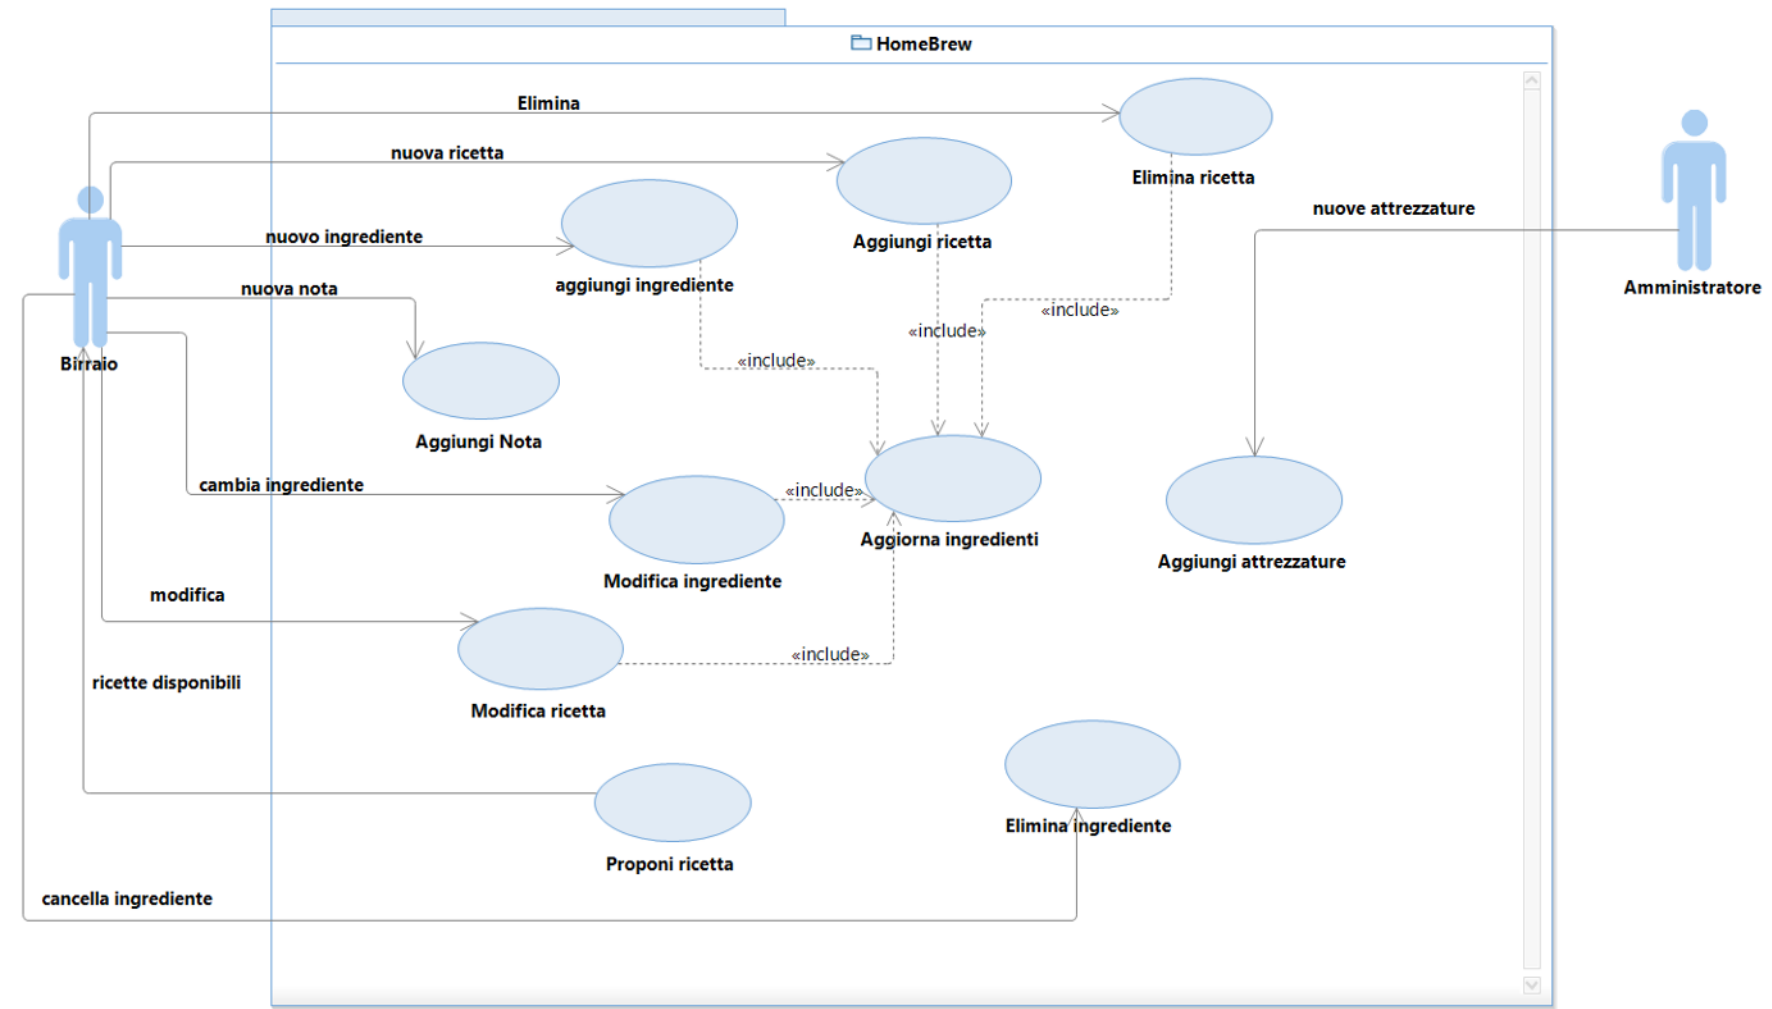 HomeBrew
Elimina
nuova ricetta
Elimina ricetta
nuove attrezzature
nuovo ingrediente
Aggiungi ricetta
aggiungi ingrediente
nuova nota
Amministratore
«include»
«include»
«include»
Birraio
Aggiungi Nota
cambia ingrediente
«include»
Aggiorna ingredienti
Aggiungi attrezzature
Modifica ingrediente
modifica
«include»
ricette disponibili
Modifica ricetta
Elimina ingrediente
Proponi ricetta
cancella ingrediente